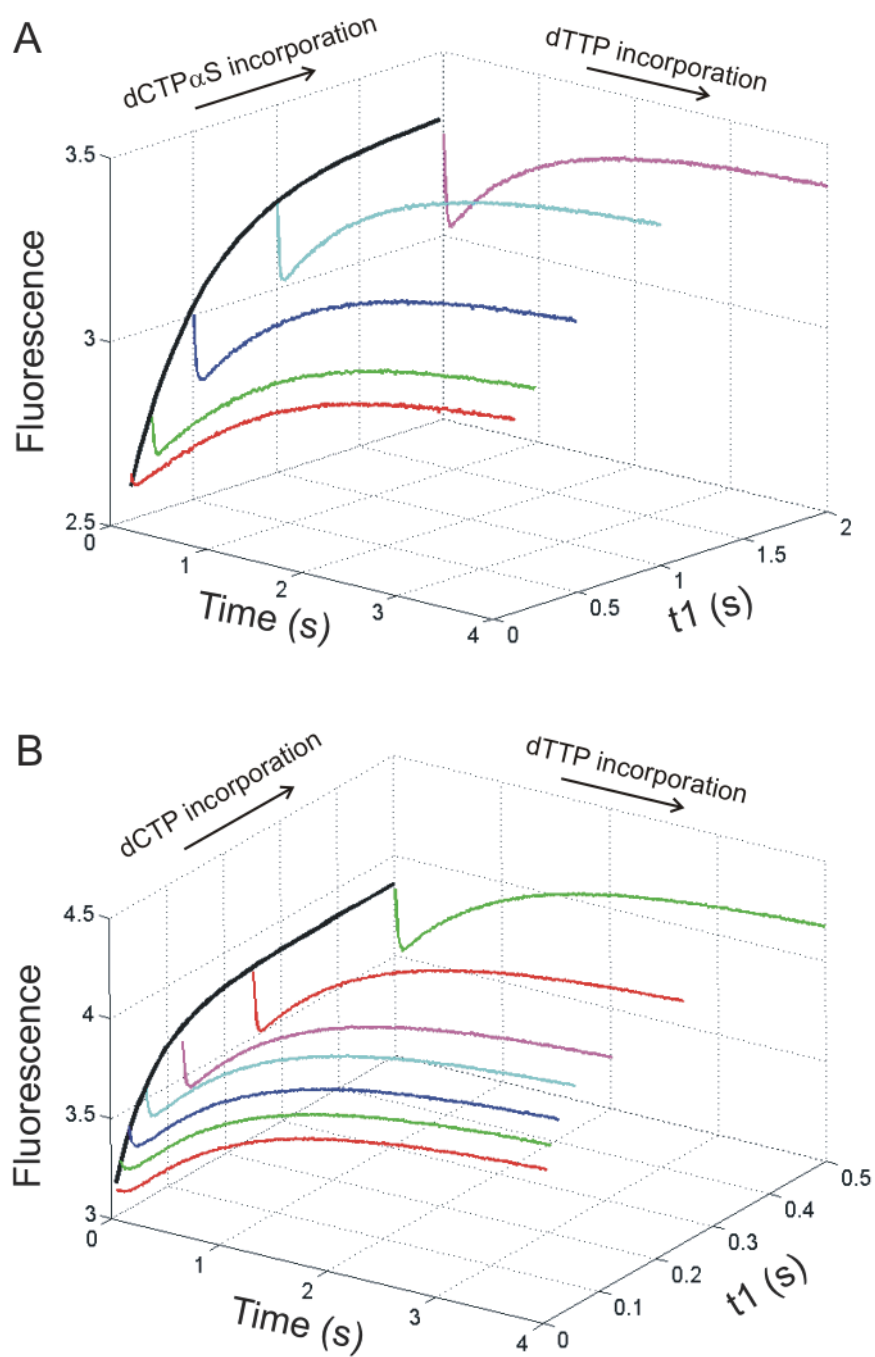 A
dCTPαS incorporation
dTTP incorporation
3.5
3
2.5
Fluorescence
0
1
2
3
4
Time (s)
0
0.5
1
1.5
2
t1 (s)
B
dCTP incorporation
dTTP incorporation
4.5
4
3.5
3
Fluorescence
0
1
2
3
4
Time (s)
0
0.1
0.2
0.3
0.4
0.5
t1 (s)